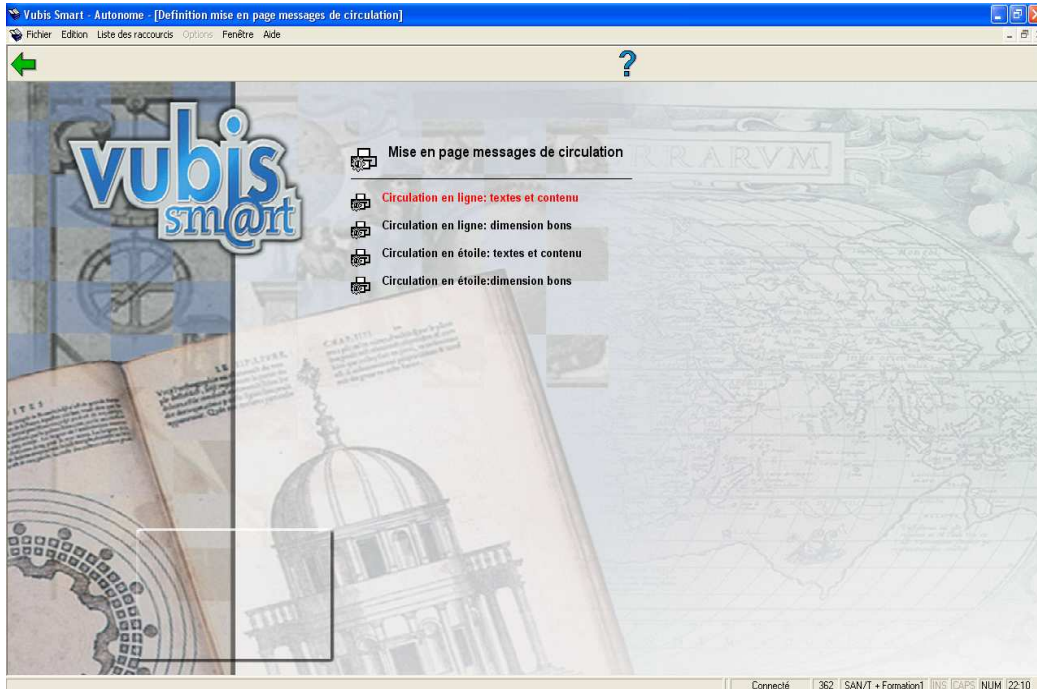 Vubis Smart - Autonome - [Definition mise en page messages de circulation]
Fichier Edition Liste des raccourcis Options Fenêtre Aide
?
vubis
sm@rt
Mise en page messages de circulation
Circulation en ligne: textes et contenu
Circulation en ligne: dimension bons
Circulation en étoile: textes et contenu
Circulation en étoile:dimension bons
Connecté 362 SAN/T + Formation1 INS CAPS NUM 22:10